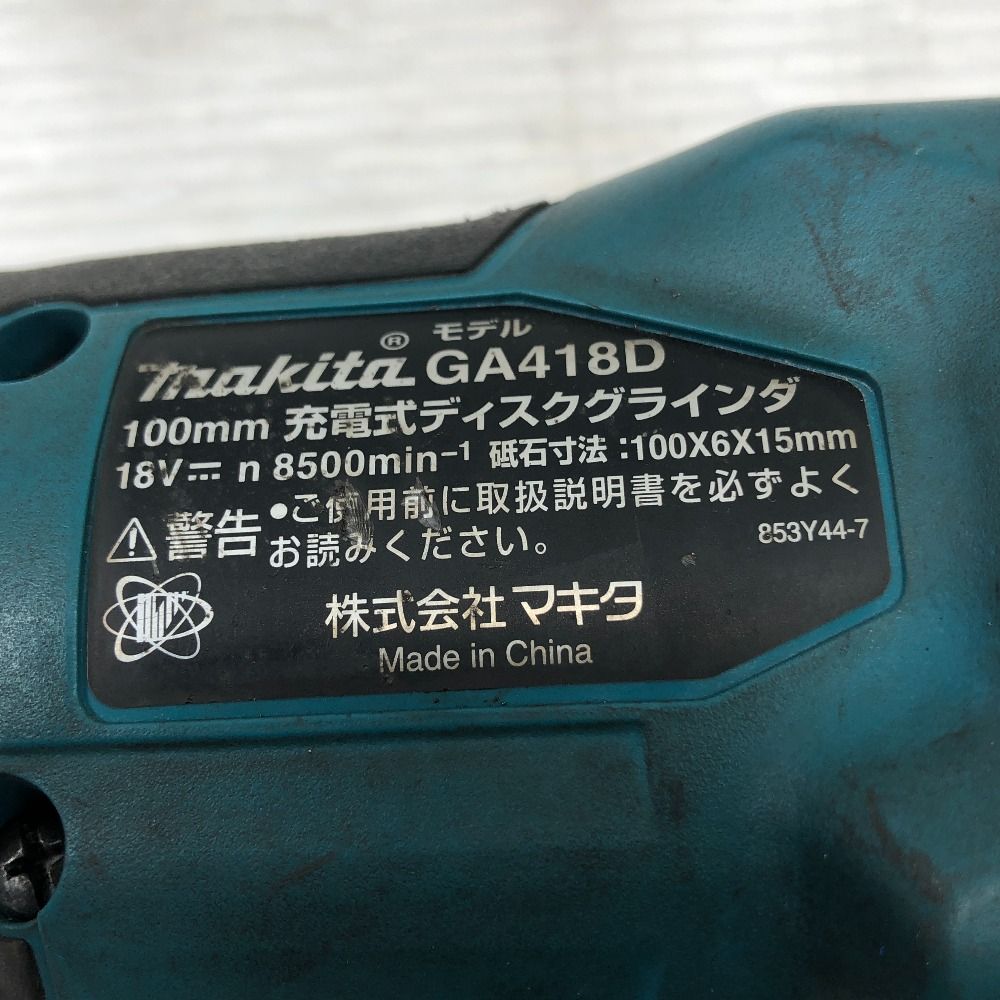 makita® モデル GA418D
100mm 充電式ディスクグラインダ
18V⎓ n 8500min⁻¹ 砥石寸法:100X6X15mm
⚠警告 •ご使用前に取扱説明書を必ずよく
お読みください。 853Y44-7
株式会社マキタ
Made in China